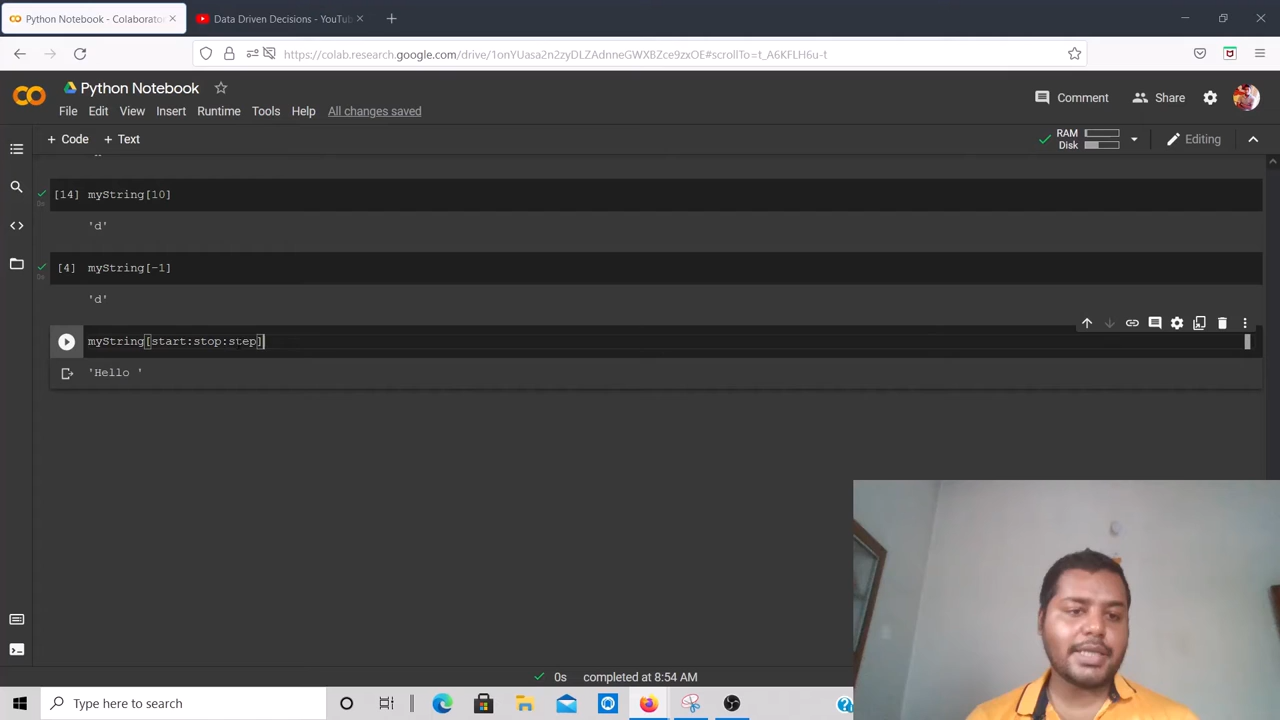 Python Notebook - Colaborato
Data Driven Decisions - YouTub
https://colab.research.google.com/drive/1onYUasa2n2zyDLZAdnneGWXBZce9zxOE#scrollTo=t_A6KFLH6u-t
Python Notebook
Comment
Share
File Edit View Insert Runtime Tools Help All changes saved
+ Code + Text
RAM
Disk
Editing
[14] myString[10]
'd'
[4] myString[-1]
'd'
myString[start:stop:step]
'Hello '
0s completed at 8:54 AM
Type here to search